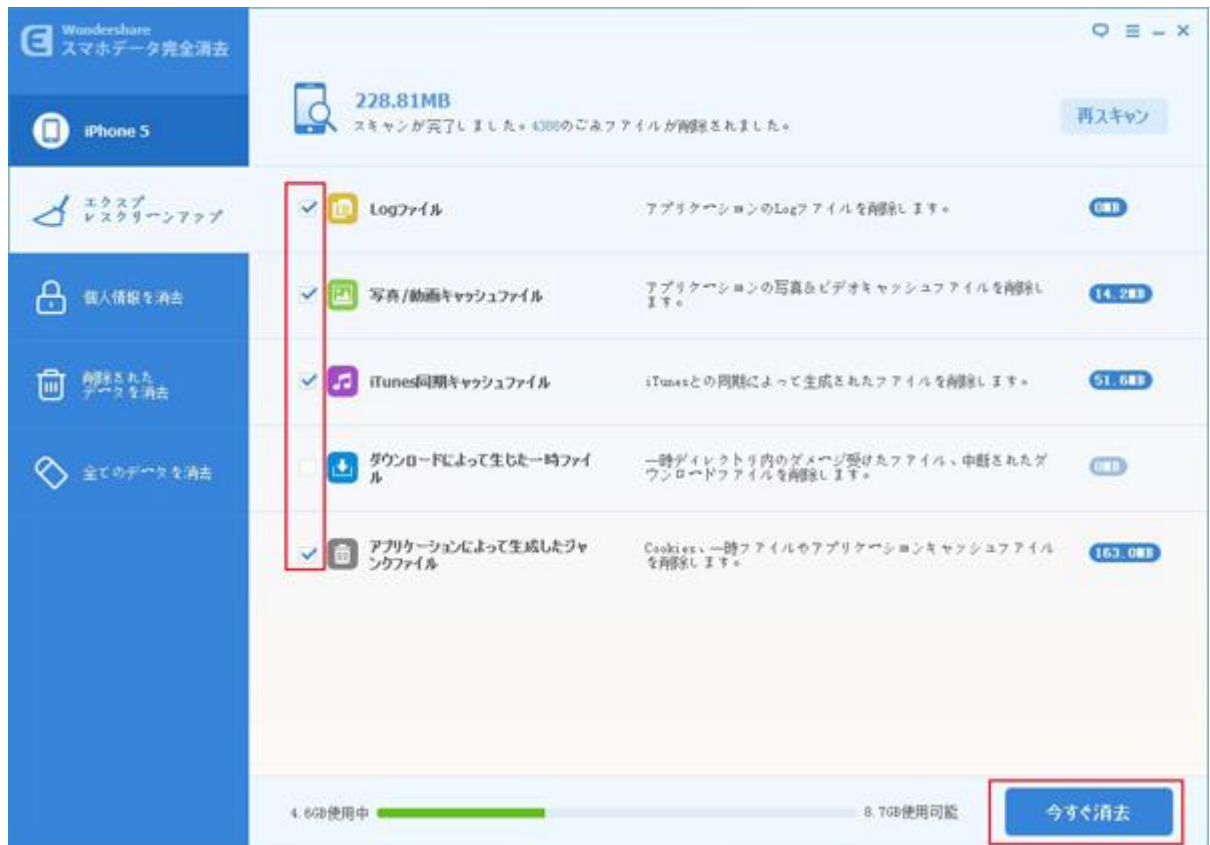 Wondershare
スマホデータ完全消去
iPhone 5
エクスプ
レスクリーンアップ
個人情報を消去
削除された
データを消去
全てのデータを消去
228.81MB
スキャンが完了しました。4300のごみファイルが削除されました。
再スキャン
Logファイル
アプリケーションのLogファイルを削除します。
0MB
写真/動画キャッシュファイル
アプリケーションの写真&ビデオキャッシュファイルを削除し
ます。
14.2MB
iTunes同期キャッシュファイル
iTunesとの同期によって生成されたファイルを削除します。
51.6MB
ダウンロードによって生じた一時ファイ
ル
一時ディレクトリ内のダメージ受けたファイル、中断されたダ
ウンロードファイルを削除します。
0MB
アプリケーションによって生成したジャ
ンクファイル
Cookies、一時ファイルやアプリケーションキャッシュファイル
を削除します。
163.0MB
4.6GB使用中
8.7GB使用可能
今すぐ消去